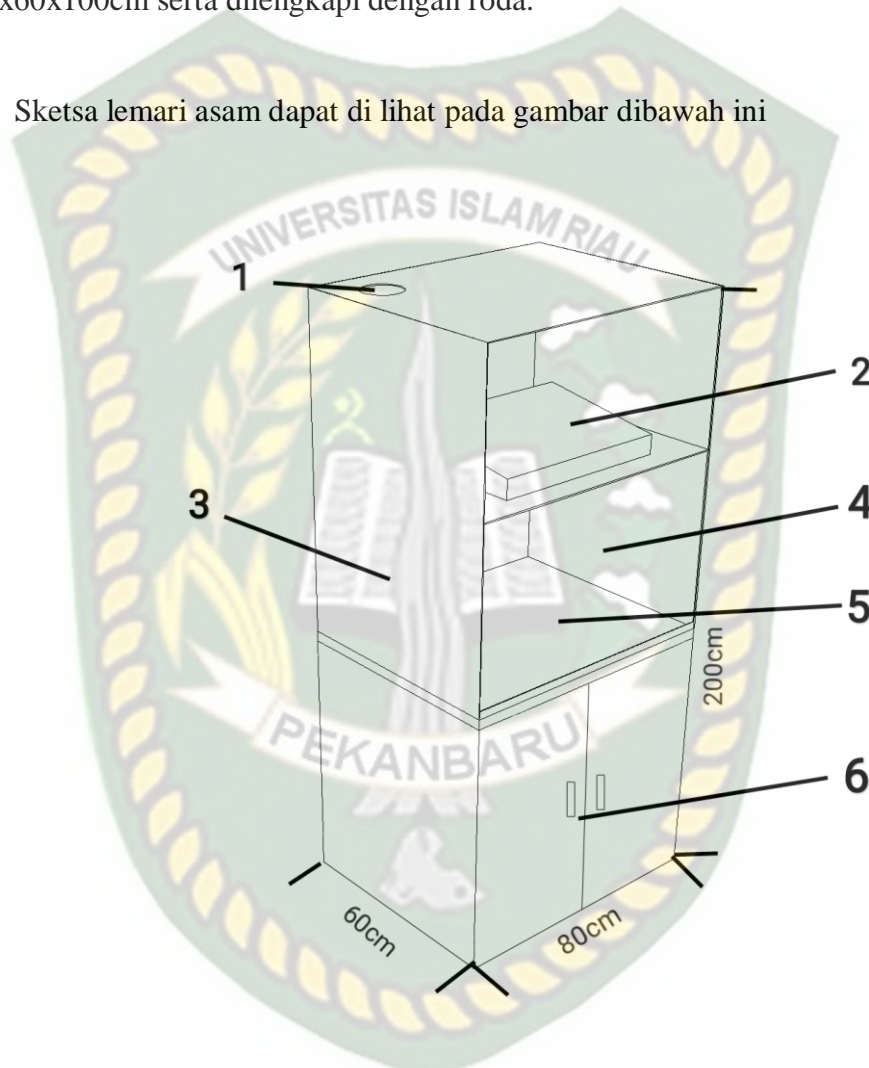 x60x100cm serta dilengkapi dengan roda.
Sketsa lemari asam dapat di lihat pada gambar dibawah ini
UNIVERSITAS ISLAM RIAU
1
2
3
4
5
200cm
PEKANBARU
6
60cm
80cm